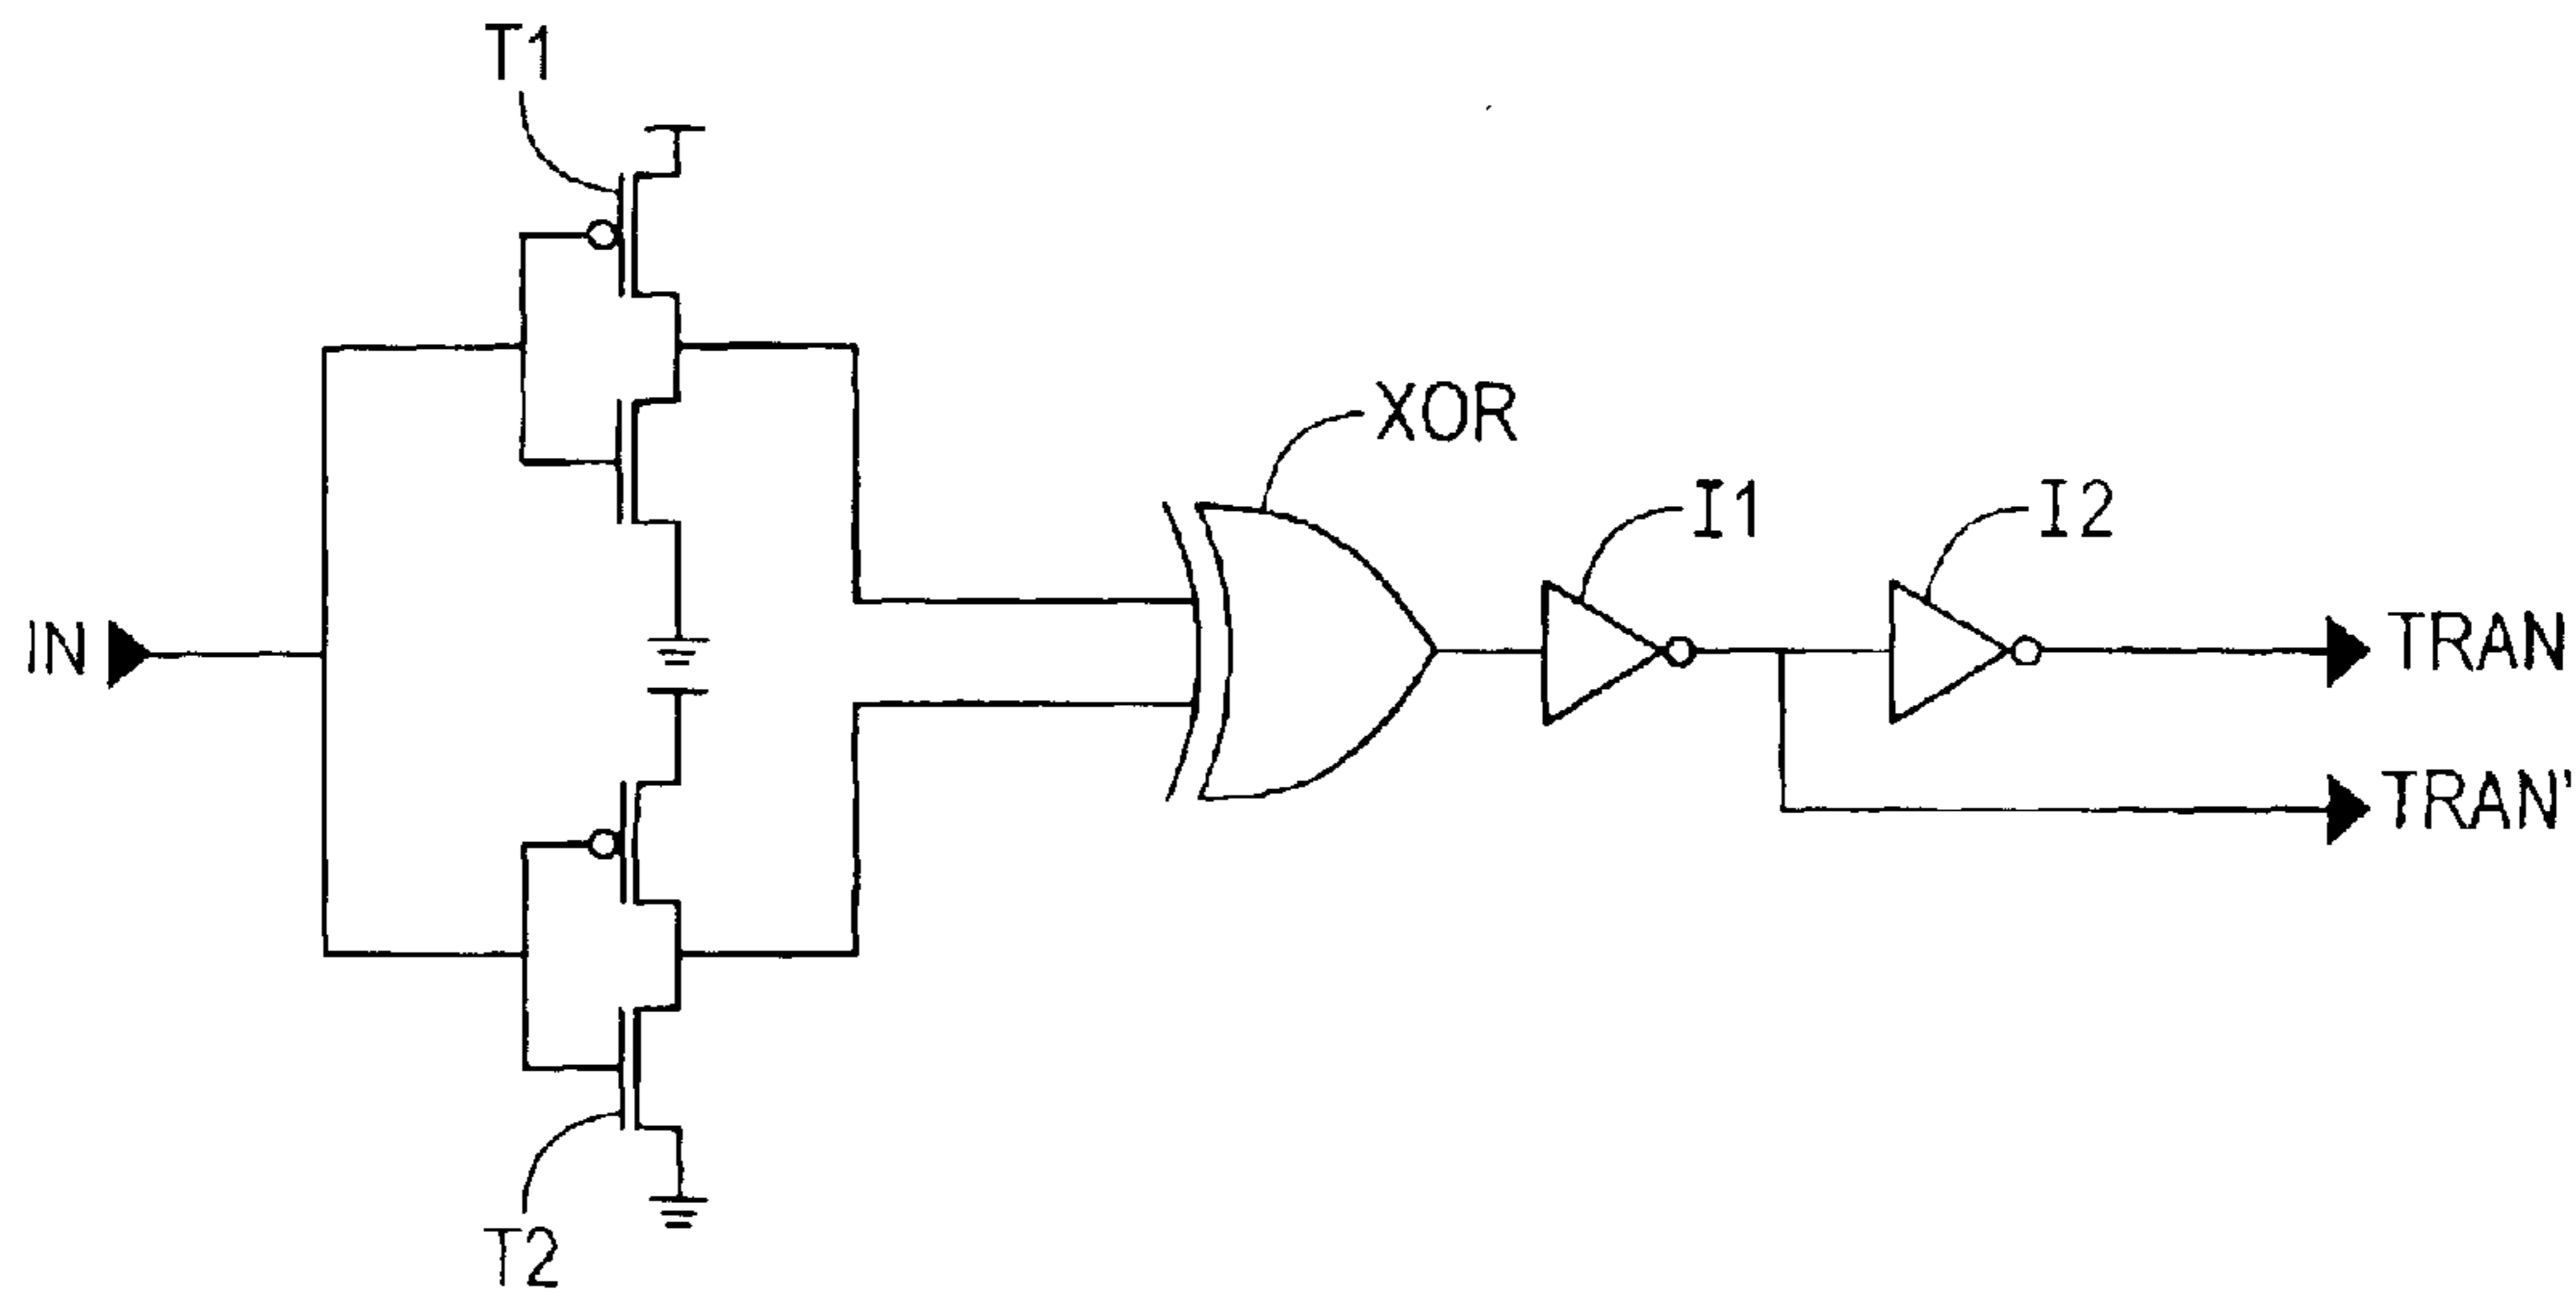 T1
XOR
I1
I2
IN
TRAN
TRAN'
T2